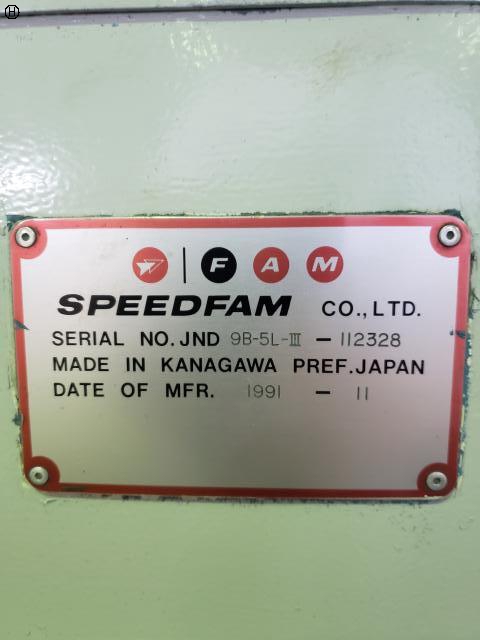 H
F A M
SPEEDFAM CO., LTD.
SERIAL NO. JND 9B-5L-III - 112328
MADE IN KANAGAWA PREF. JAPAN
DATE OF MFR. 1991 - 11